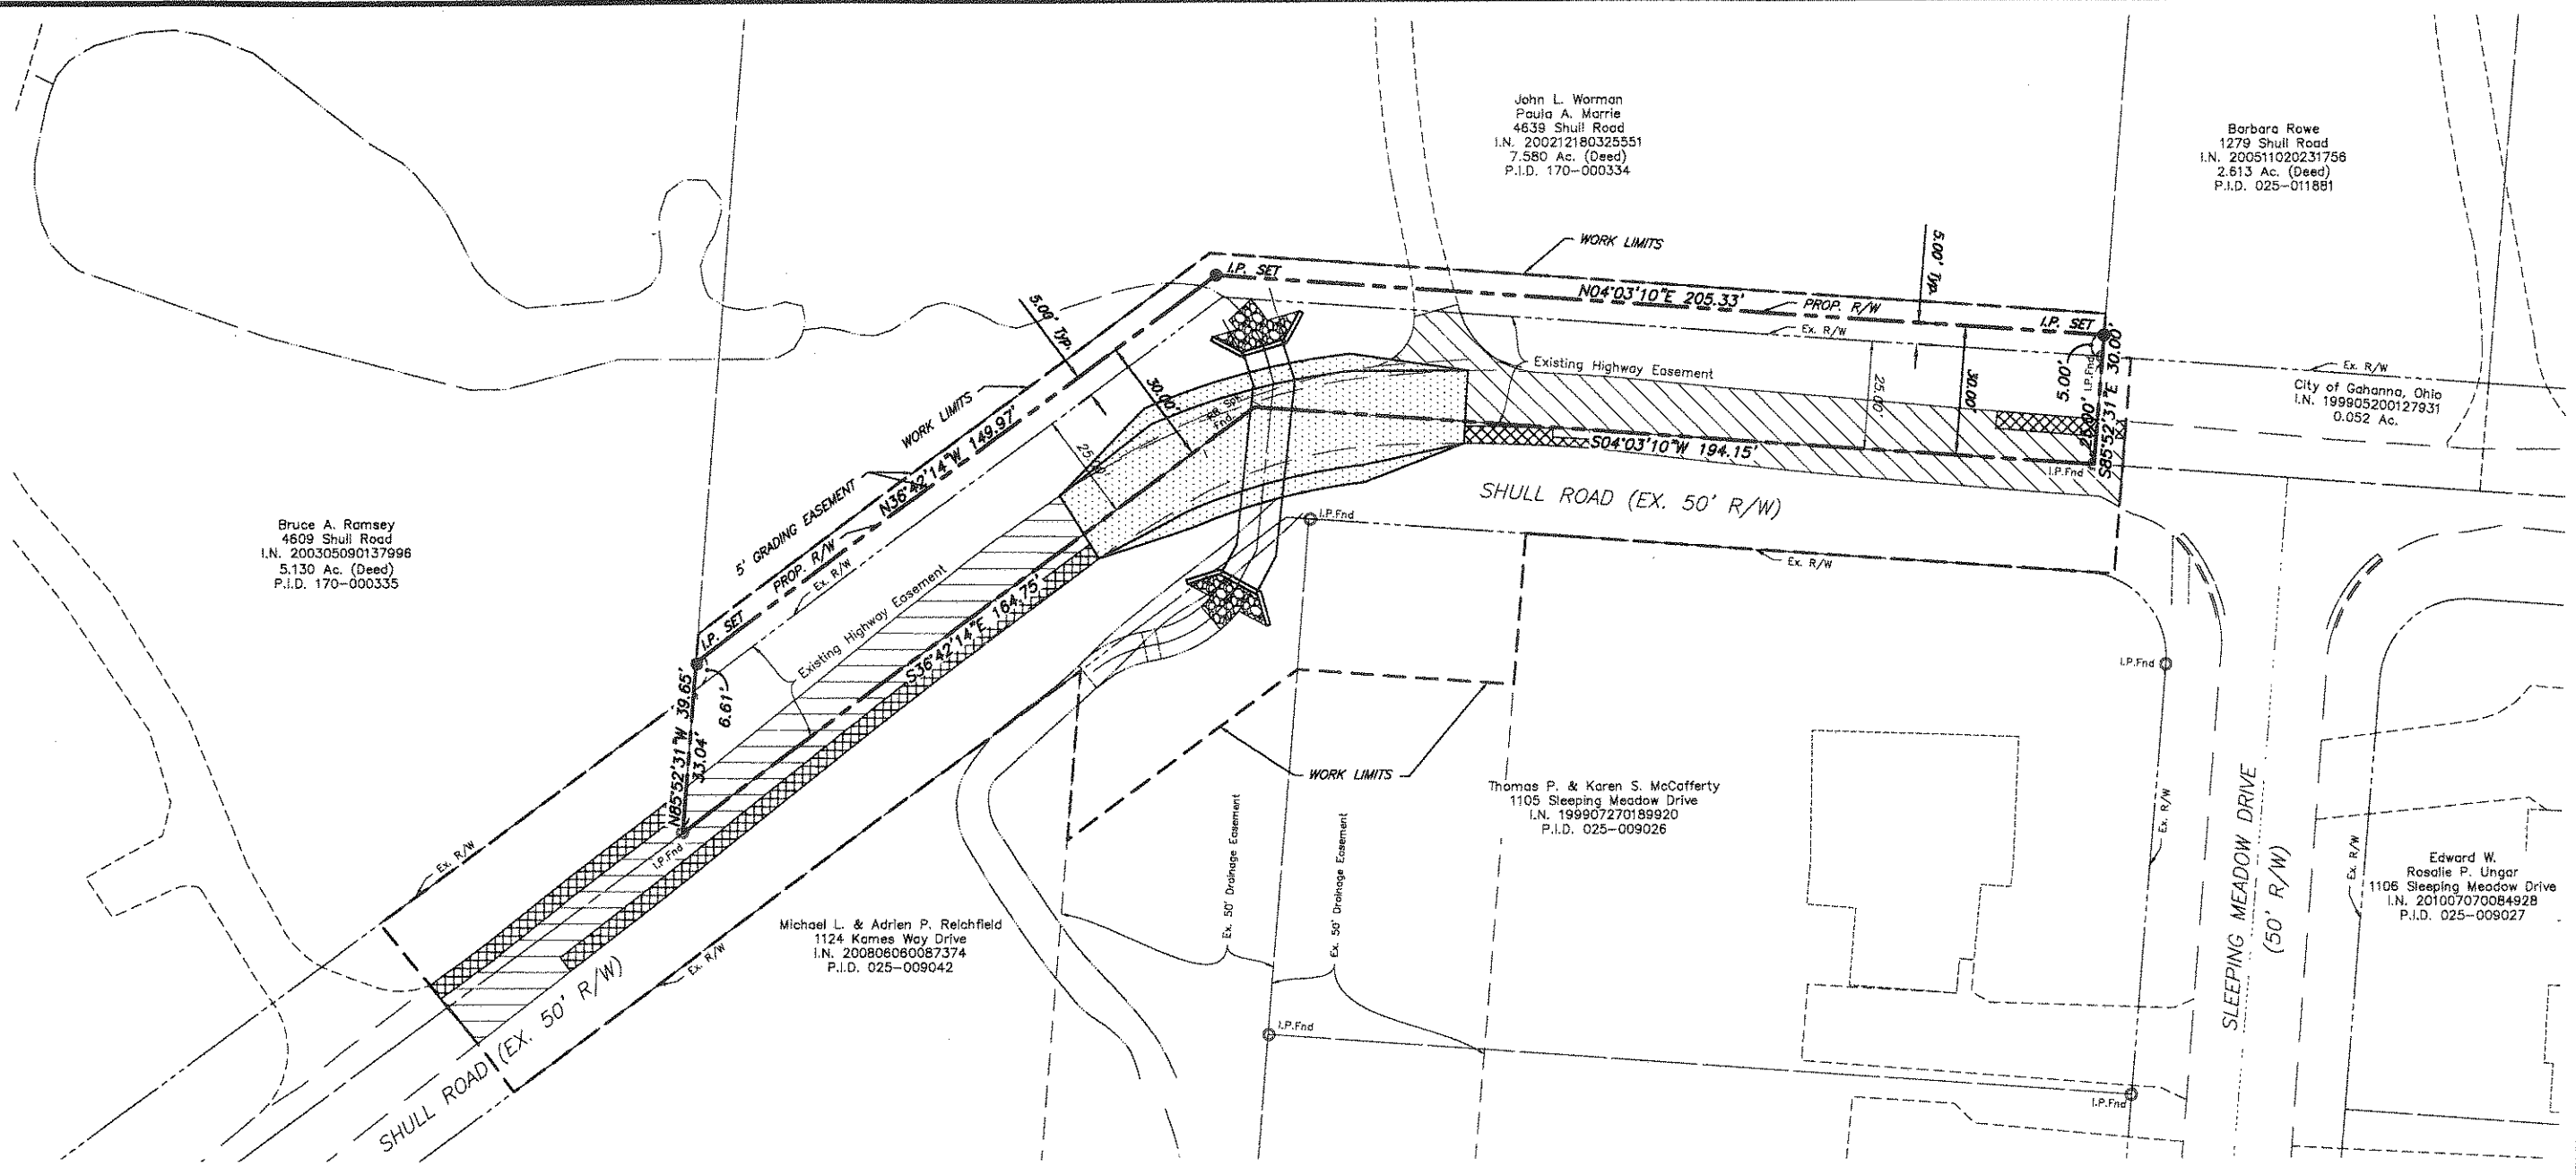 John L. Worman
Paula A. Marrie
4639 Shull Road
I.N. 200212180325551
7.580 Ac. (Deed)
P.I.D. 170-000334
Barbara Rowe
1279 Shull Road
I.N. 200511020231756
2.613 Ac. (Deed)
P.I.D. 025-011881
WORK LIMITS
5.00' Typ.
I.P. SET
N04°03'10"E 205.33'
PROP. R/W
Ex. R/W
I.P. SET
5.00' Typ.
Existing Highway Easement
25.00'
30.00'
5.00'
I.P.Fnd
S85°52'31"E 30.00'
Ex. R/W
City of Gahanna, Ohio
I.N. 199905200127931
0.052 Ac.
WORK LIMITS
30.00'
RR Spk.
Fnd
N36°42'14"W 149.97'
S04°03'10"W 194.15'
I.P.Fnd
SHULL ROAD (EX. 50' R/W)
I.P.Fnd
Ex. R/W
5' GRADING EASEMENT
PROP. R/W
Ex. R/W
Bruce A. Ramsey
4609 Shull Road
I.N. 200305090137996
5.130 Ac. (Deed)
P.I.D. 170-000335
I.P. SET
Existing Highway Easement
S36°42'14"E 164.75'
N85°52'31"W 39.65'
33.04'
6.61'
I.P.Fnd
I.P.Fnd
WORK LIMITS
Thomas P. & Karen S. McCafferty
1105 Sleeping Meadow Drive
I.N. 199907270189920
P.I.D. 025-009026
Ex. R/W
Ex. R/W
Ex. R/W
Ex. R/W
Ex. 50' Drainage Easement
Ex. 50' Drainage Easement
SLEEPING MEADOW DRIVE
(50' R/W)
Edward W.
Rosalie P. Ungar
1106 Sleeping Meadow Drive
I.N. 201007070084928
P.I.D. 025-009027
Michael L. & Adrien P. Reichfield
1124 Kames Way Drive
I.N. 200806060087374
P.I.D. 025-009042
SHULL ROAD (EX. 50' R/W)
I.P.Fnd
I.P.Fnd